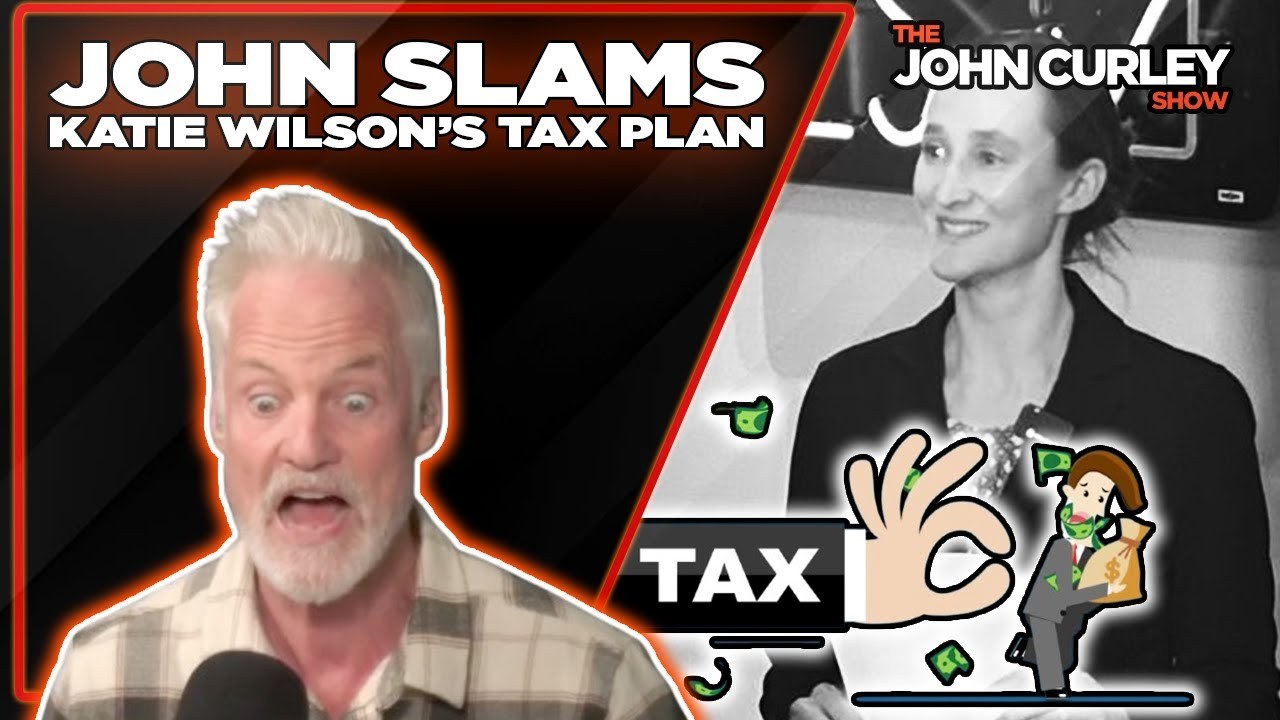 JOHN SLAMS
KATIE WILSON'S TAX PLAN
THE
JOHN CURLEY
SHOW
TAX
$